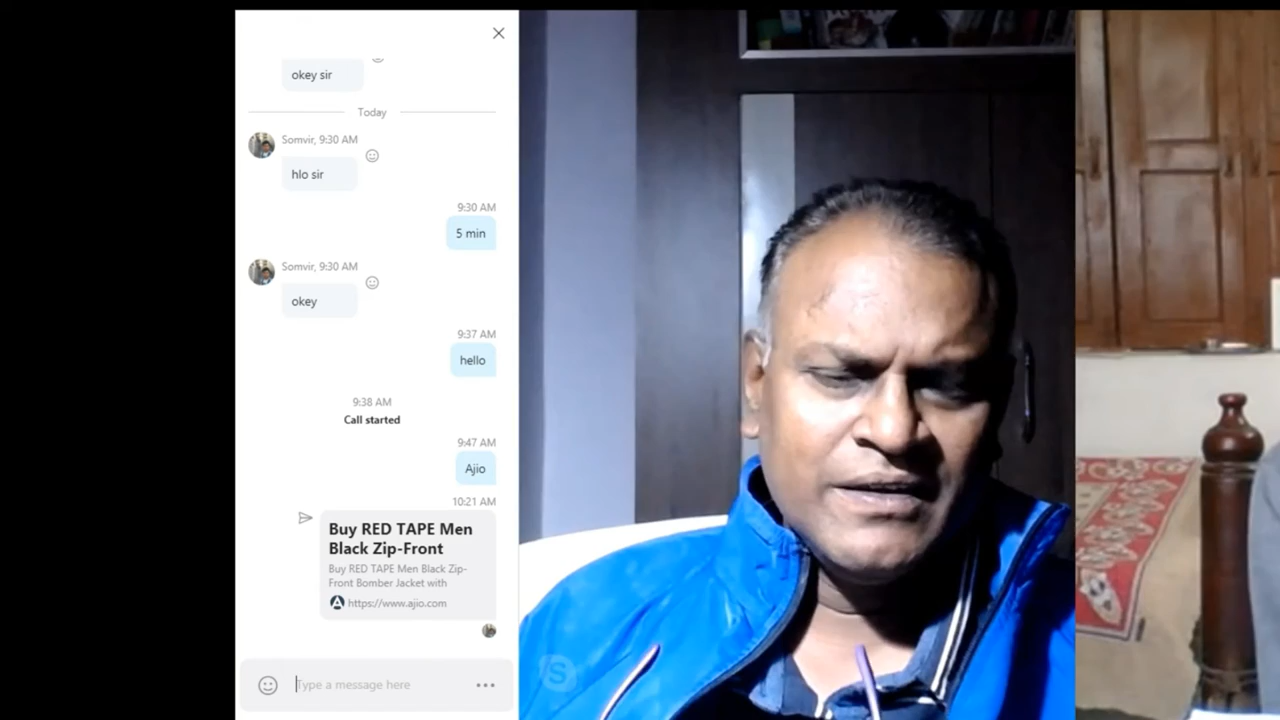 okey sir
Today
Somvir, 9:30 AM
hlo sir
9:30 AM
5 min
Somvir, 9:30 AM
okey
9:37 AM
hello
9:38 AM
Call started
9:47 AM
Ajio
10:21 AM
Buy RED TAPE Men
Black Zip-Front
Buy RED TAPE Men Black Zip-
Front Bomber Jacket with
https://www.ajio.com
Type a message here